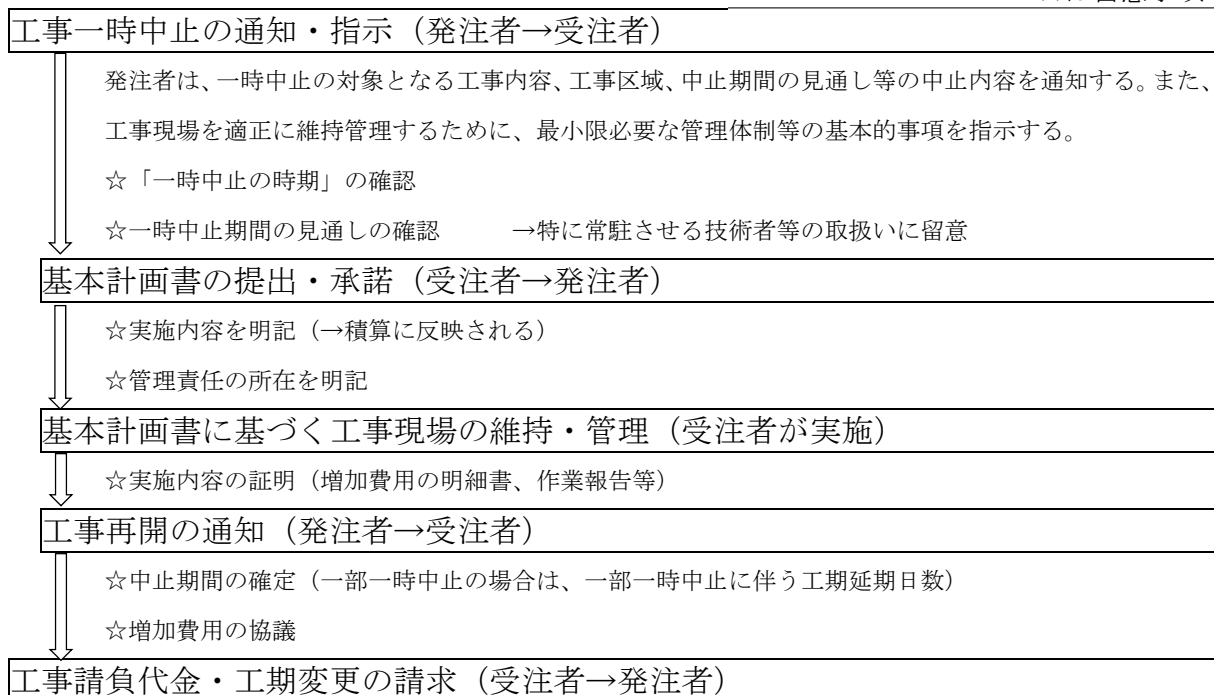 工事一時中止の通知・指示（発注者→受注者）
発注者は、一時中止の対象となる工事内容、工事区域、中止期間の見通し等の中止内容を通知する。また、
工事現場を適正に維持管理するために、最小限必要な管理体制等の基本的事項を指示する。
☆「一時中止の時期」の確認
☆一時中止期間の見通しの確認　　→特に常駐させる技術者等の取扱いに留意
基本計画書の提出・承諾（受注者→発注者）
☆実施内容を明記（→積算に反映される）
☆管理責任の所在を明記
基本計画書に基づく工事現場の維持・管理（受注者が実施）
☆実施内容の証明（増加費用の明細書、作業報告等）
工事再開の通知（発注者→受注者）
☆中止期間の確定（一部一時中止の場合は、一部一時中止に伴う工期延期日数）
☆増加費用の協議
工事請負代金・工期変更の請求（受注者→発注者）